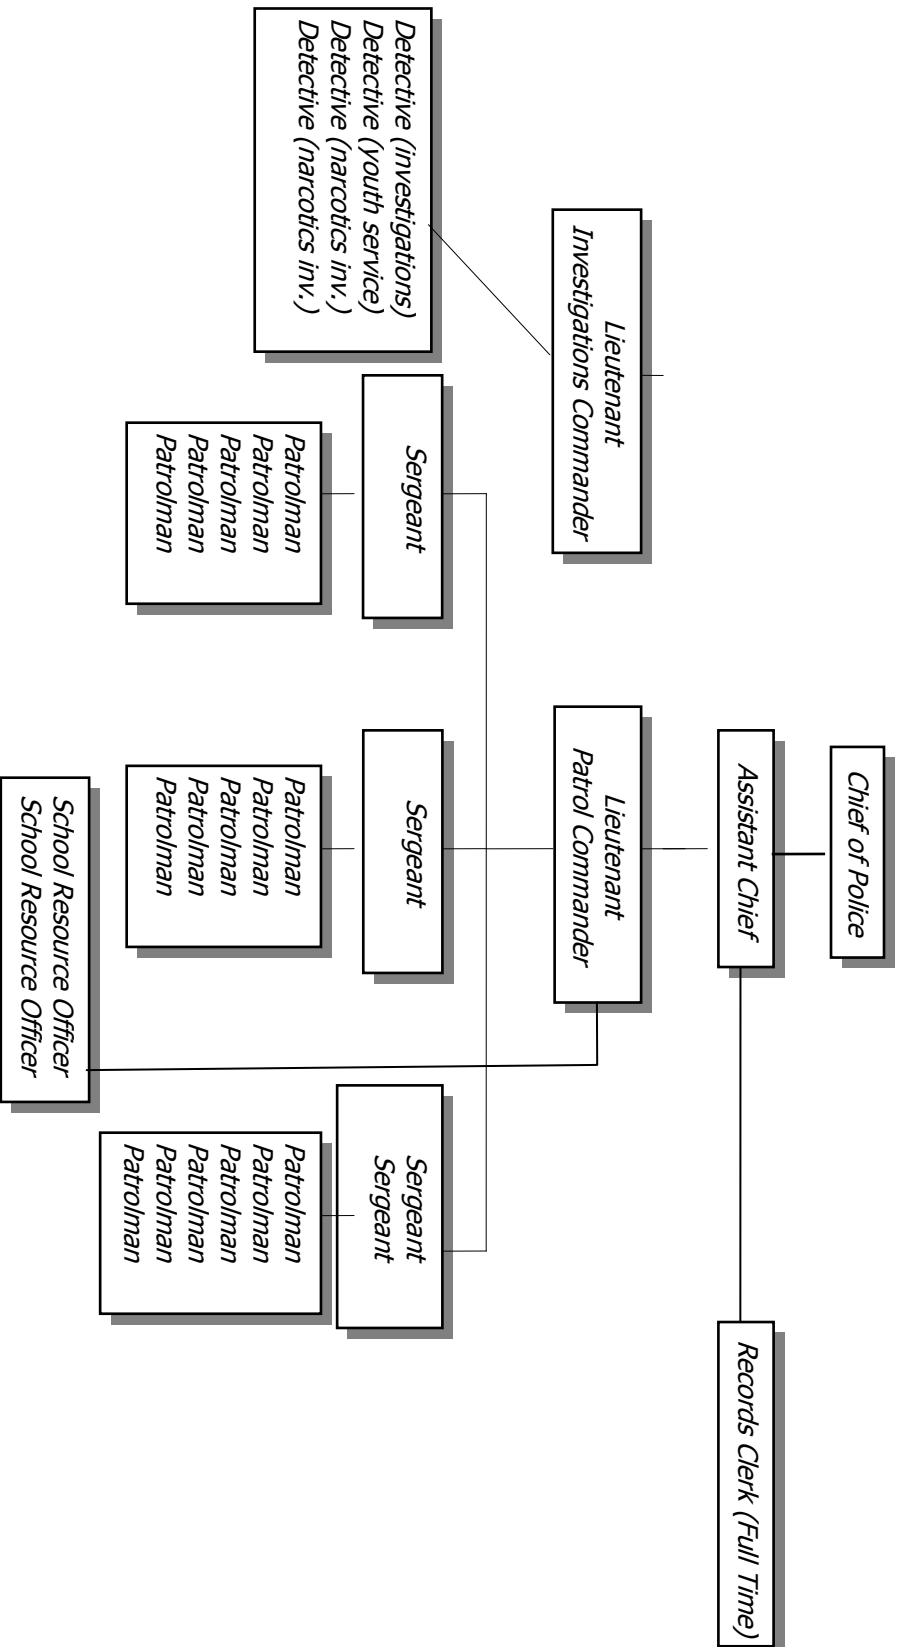 Chief of Police
Assistant Chief
Records Clerk (Full Time)
Lieutenant
Investigations Commander
Lieutenant
Patrol Commander
Detective (investigations)
Detective (youth service)
Detective (narcotics inv.)
Detective (narcotics inv.)
Sergeant
Patrolman
Patrolman
Patrolman
Patrolman
Patrolman
Sergeant
Patrolman
Patrolman
Patrolman
Patrolman
Patrolman
Sergeant
Sergeant
Patrolman
Patrolman
Patrolman
Patrolman
Patrolman
Patrolman
School Resource Officer
School Resource Officer